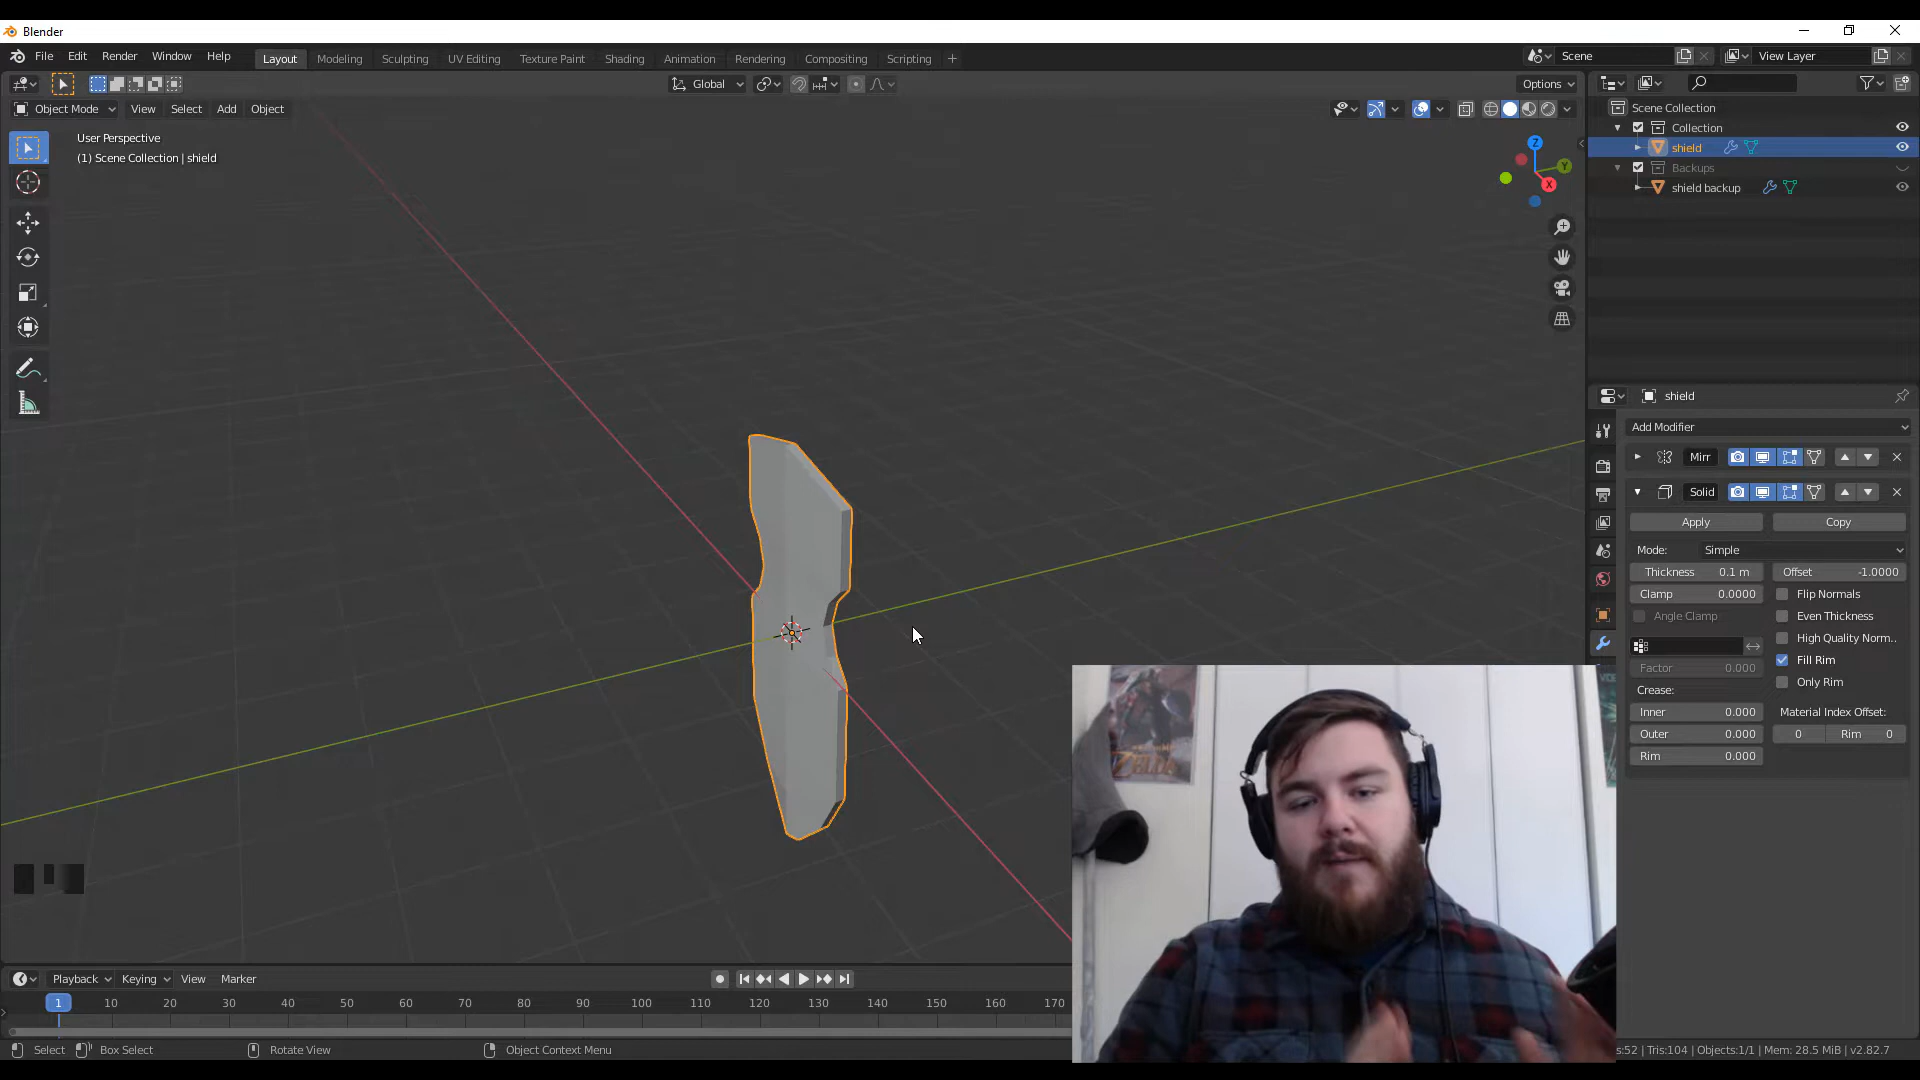 Blender
File Edit Render Window Help Layout Modeling Sculpting UV Editing Texture Paint Shading Animation Rendering Compositing Scripting + Scene View Layer
Global Options
Object Mode View Select Add Object
User Perspective
(1) Scene Collection | shield
Z
Y
X
Scene Collection
Collection
shield
Backups
shield backup
shield
Add Modifier
Mirr
Solid
Apply Copy
Mode: Simple
Thickness 0.1 m Offset -1.0000
Clamp 0.0000 Flip Normals
Angle Clamp Even Thickness
High Quality Norm..
Factor 0.000 Fill Rim
Crease: Only Rim
Inner 0.000 Material Index Offset:
Outer 0.000 0 Rim 0
Rim 0.000
ZELDA
Playback Keying View Marker
1 10 20 30 40 50 60 70 80 90 100 110 120 130 140 150 160 170
Select Box Select Rotate View Object Context Menu
s:52 | Tris:104 | Objects:1/1 | Mem: 28.5 MiB | v2.82.7